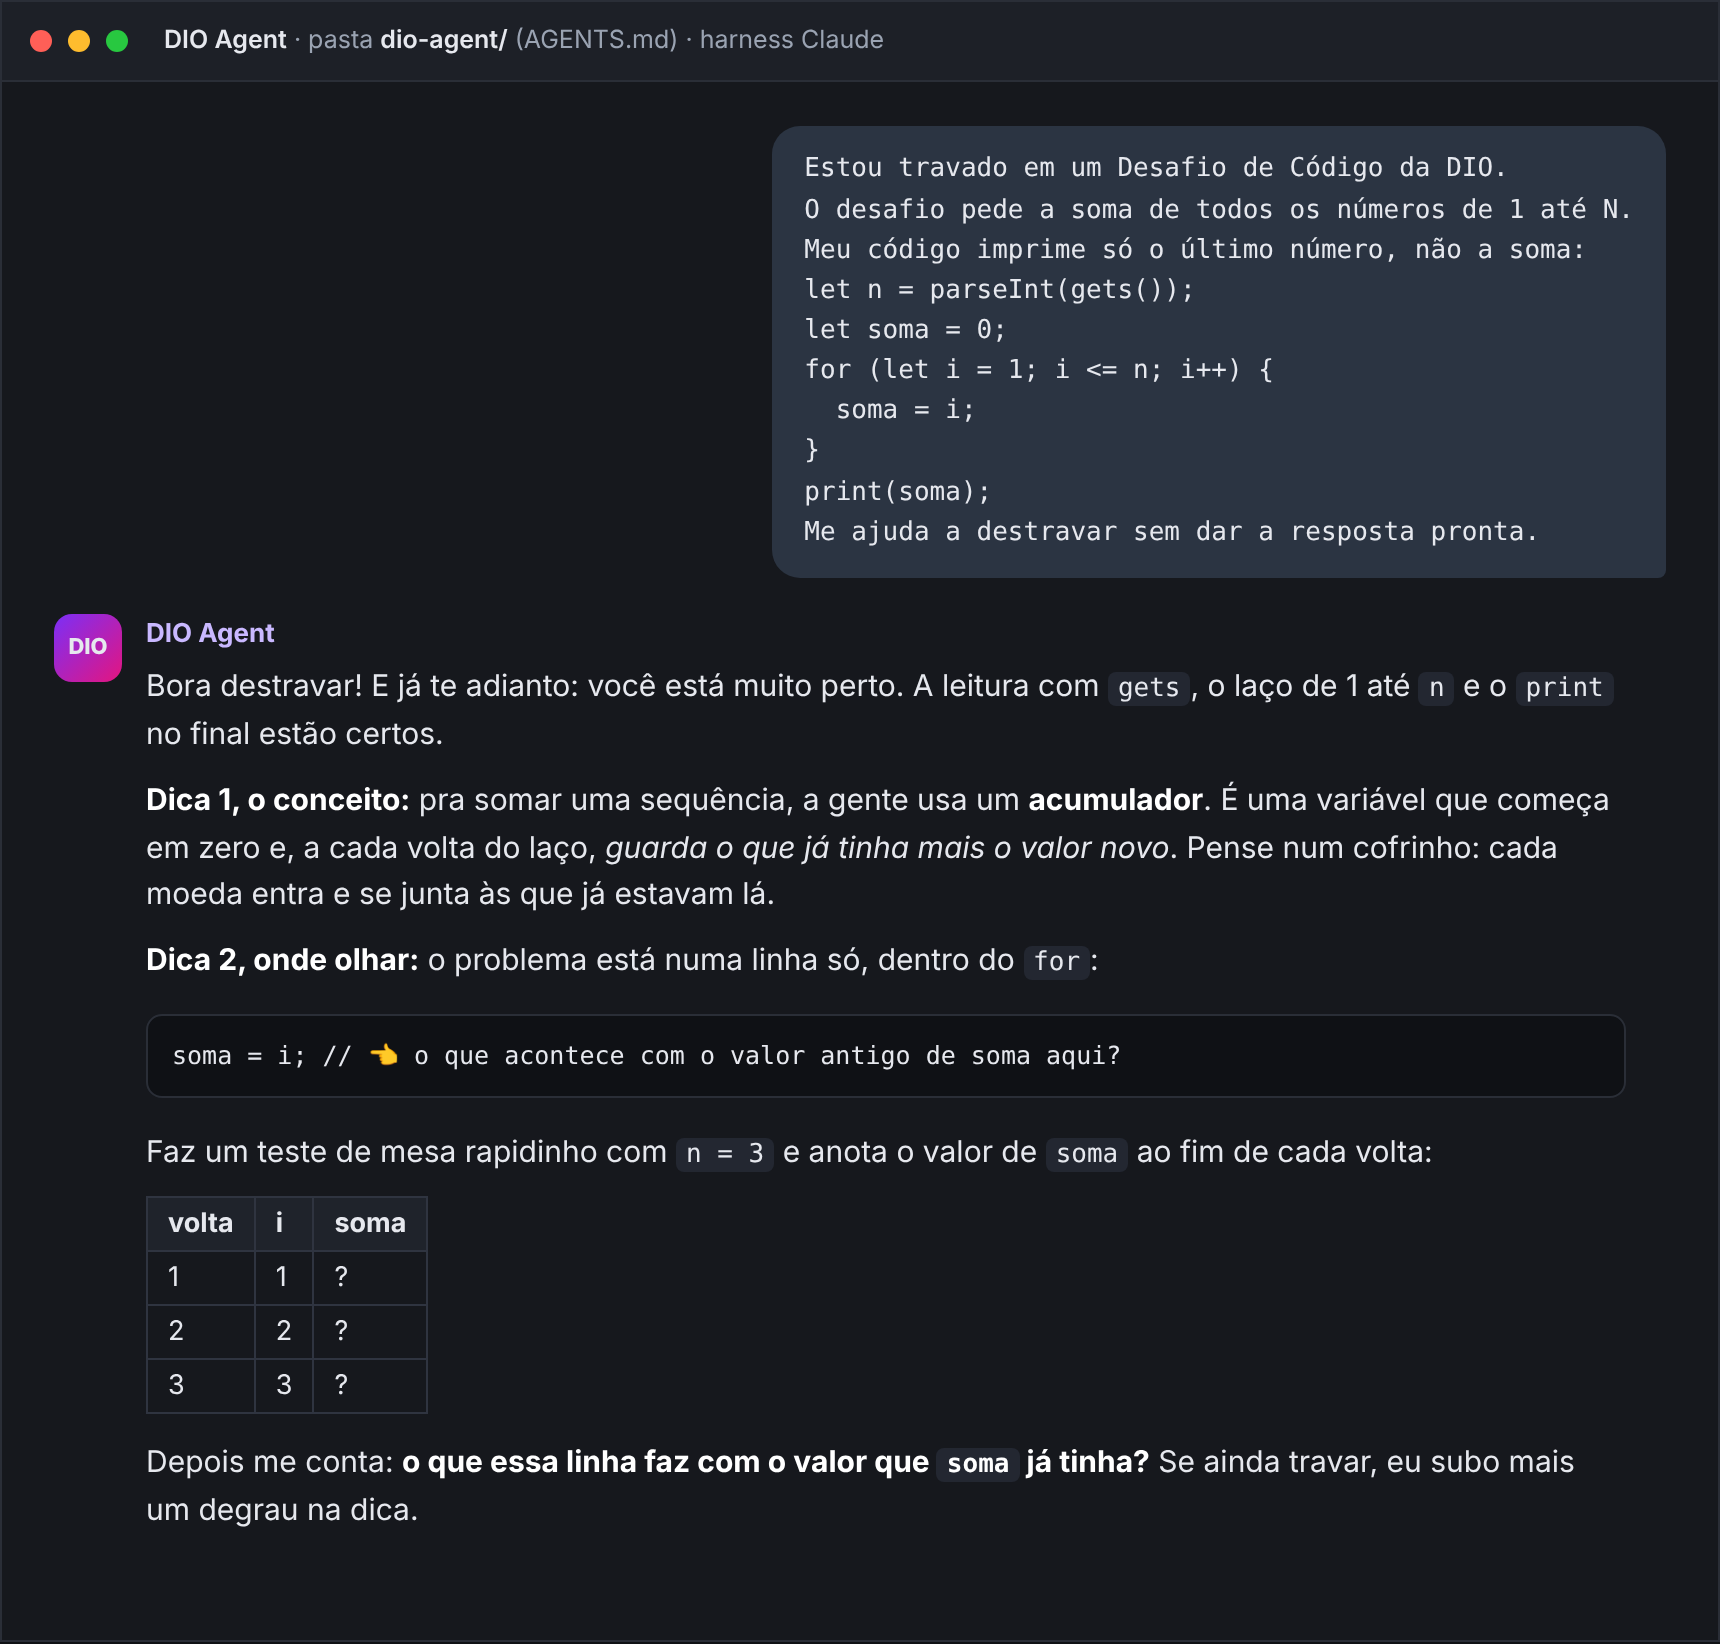 DIO Agent · pasta dio-agent/ (AGENTS.md) · harness Claude
Estou travado em um Desafio de Código da DIO.
O desafio pede a soma de todos os números de 1 até N.
Meu código imprime só o último número, não a soma:
let n = parseInt(gets());
let soma = 0;
for (let i = 1; i <= n; i++) {
  soma = i;
}
print(soma);
Me ajuda a destravar sem dar a resposta pronta.
DIO
DIO Agent
Bora destravar! E já te adianto: você está muito perto. A leitura com gets, o laço de 1 até n e o print
no final estão certos.
Dica 1, o conceito: pra somar uma sequência, a gente usa um acumulador. É uma variável que começa
em zero e, a cada volta do laço, guarda o que já tinha mais o valor novo. Pense num cofrinho: cada
moeda entra e se junta às que já estavam lá.
Dica 2, onde olhar: o problema está numa linha só, dentro do for:
soma = i; // 👈 o que acontece com o valor antigo de soma aqui?
Faz um teste de mesa rapidinho com n = 3 e anota o valor de soma ao fim de cada volta:
volta i soma
1 1 ?
2 2 ?
3 3 ?
Depois me conta: o que essa linha faz com o valor que soma já tinha? Se ainda travar, eu subo mais
um degrau na dica.